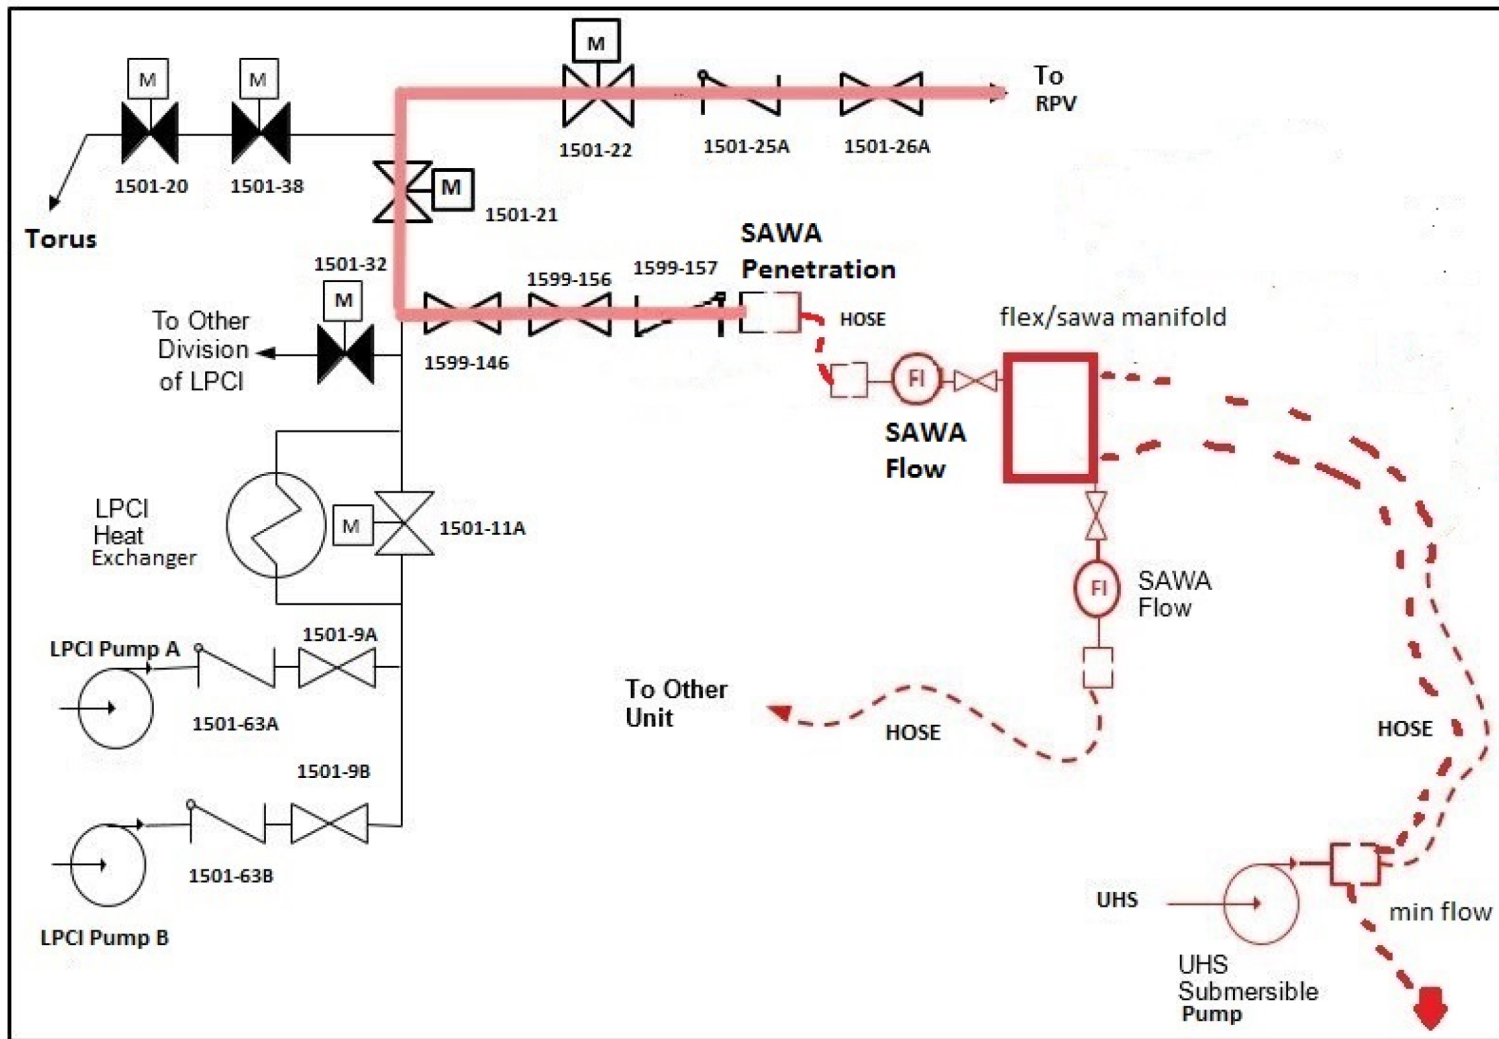 M
M
M
To
RPV
1501-22
1501-25A
1501-26A
1501-20
1501-38
M
1501-21
Torus
SAWA
Penetration
1501-32
1599-156
1599-157
M
To Other
Division
of LPCI
HOSE
flex/sawa manifold
1599-146
FI
SAWA
Flow
LPCI
Heat
Exchanger
M
1501-11A
FI
SAWA
Flow
1501-9A
LPCI Pump A
1501-63A
To Other
Unit
HOSE
HOSE
1501-9B
1501-63B
LPCI Pump B
UHS
min flow
UHS
Submersible
Pump